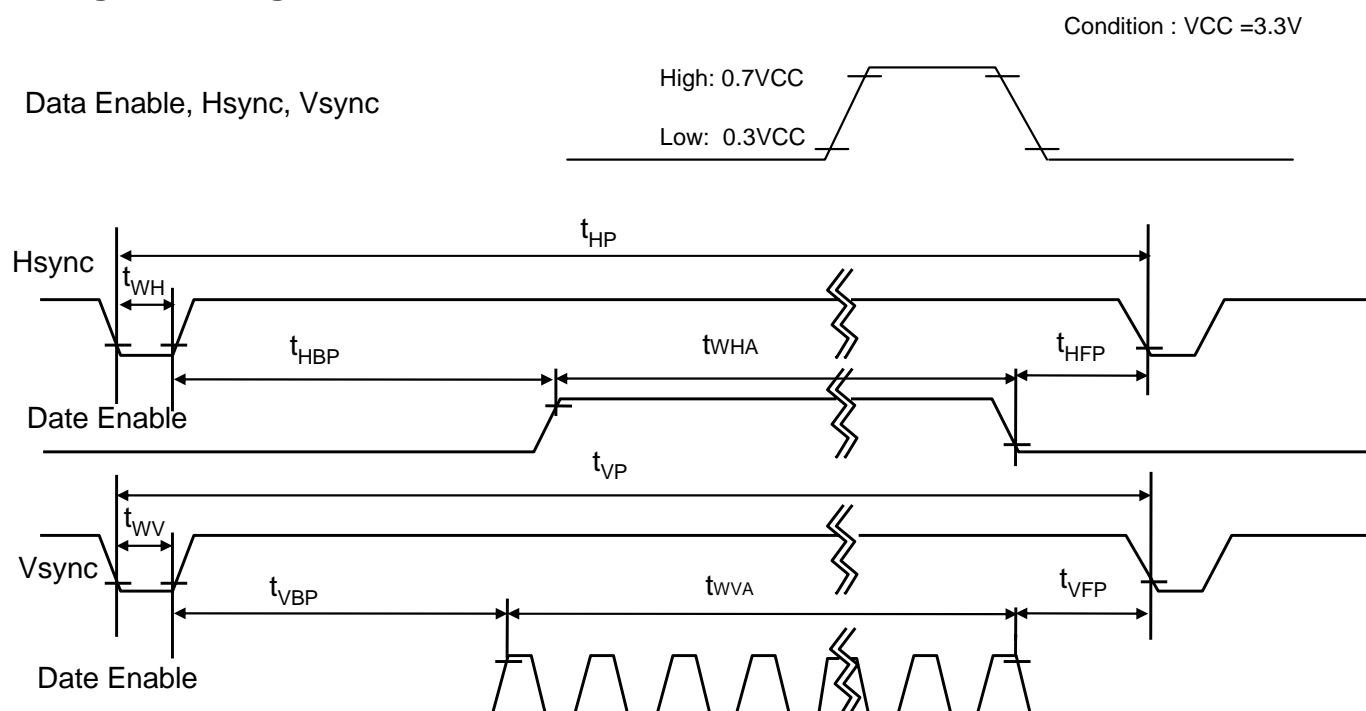 Condition : VCC =3.3V
High: 0.7VCC
Data Enable, Hsync, Vsync
Low: 0.3VCC
tHP
Hsync
tWH
tHBP
tWHA
tHFP
Date Enable
tVP
tWV
Vsync
tVBP
tWVA
tVFP
Date Enable